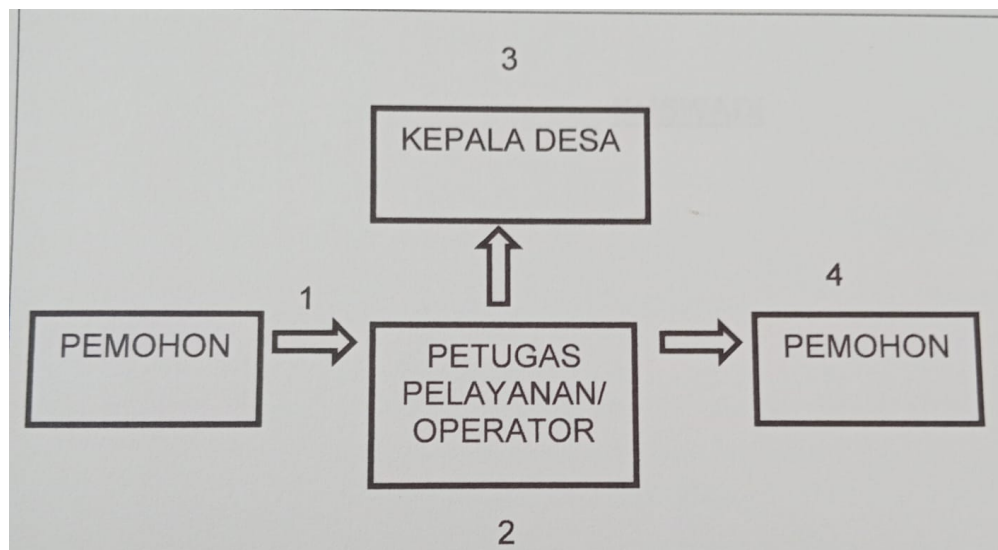 3
KEPALA DESA
1
4
PEMOHON
PETUGAS
PELAYANAN/
OPERATOR
PEMOHON
2